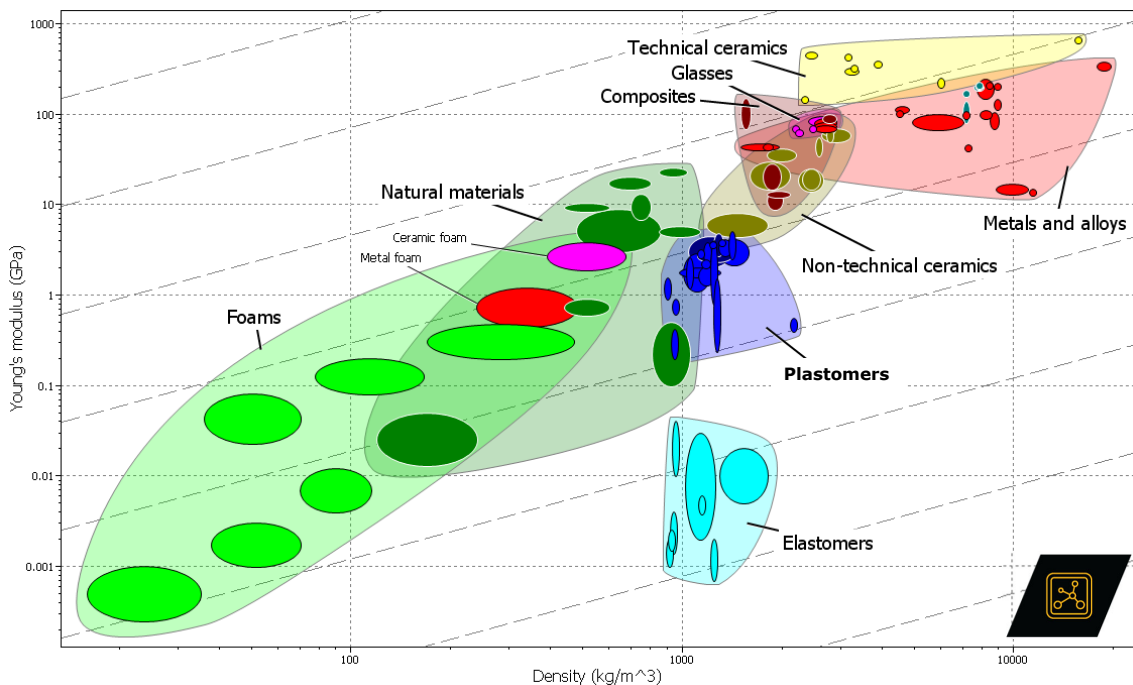 1000
Technical ceramics
Glasses
Composites
100
Natural materials
10
Metals and alloys
Ceramic foam
Metal foam
Non-technical ceramics
1
Foams
Plastomers
0.1
0.01
Elastomers
0.001
Young's modulus (GPa)
100
1000
10000
Density (kg/m^3)